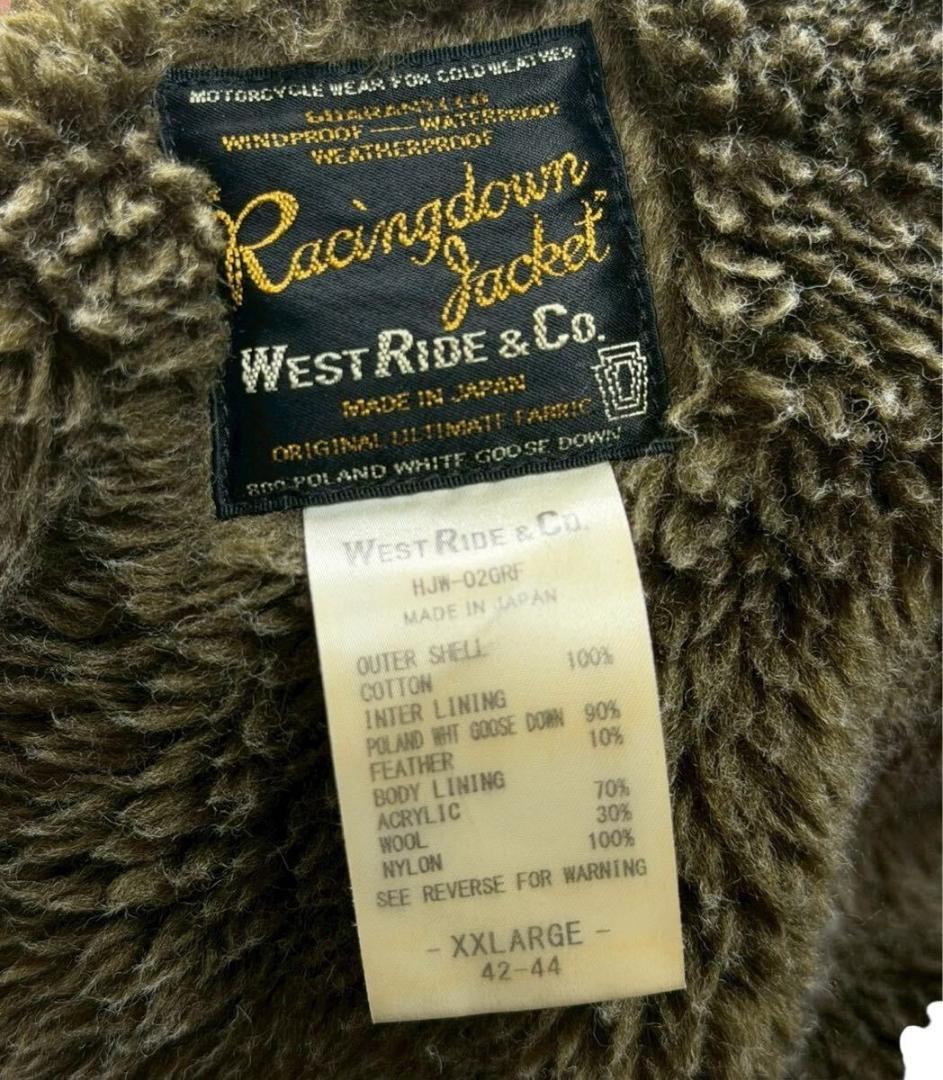 MOTORCYCLE WEAR FOR COLD WEATHER
GUARANTEED
WINDPROOF — WATERPROOF
WEATHERPROOF
"Racingdown
Jacket"
WEST RIDE & CO.
MADE IN JAPAN
ORIGINAL ULTIMATE FABRIC
800 POLAND WHITE GOOSE DOWN
WEST RIDE & CO.
HJW-02GRF
MADE IN JAPAN
OUTER SHELL
COTTON 100%
INTER LINING
POLAND WHT GOOSE DOWN 90%
FEATHER 10%
BODY LINING
ACRYLIC 70%
WOOL 30%
NYLON 100%
SEE REVERSE FOR WARNING
- XXLARGE -
42-44